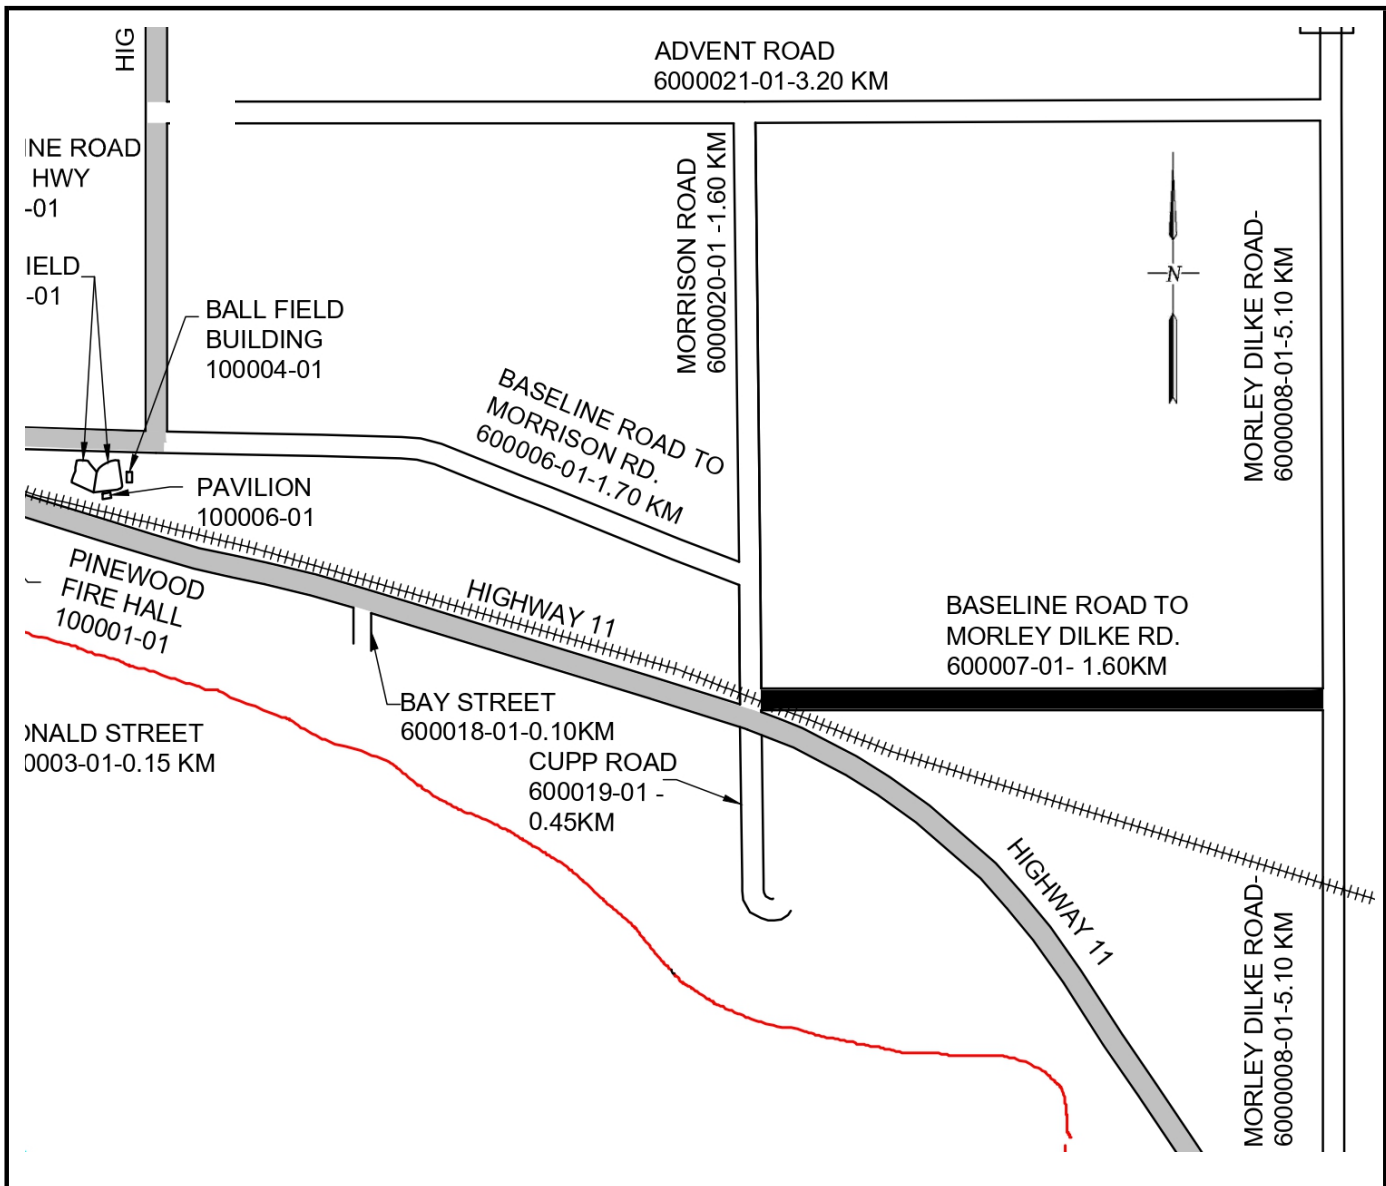 HIG
ADVENT ROAD
6000021-01-3.20 KM
INE ROAD
HWY
-01
IELD
-01
BALL FIELD
BUILDING
100004-01
MORRISON ROAD
6000020-01 -1.60 KM
N
MORLEY DILKE ROAD-
6000008-01-5.10 KM
BASELINE ROAD TO
MORRISON RD.
600006-01-1.70 KM
PAVILION
100006-01
PINEWOOD
FIRE HALL
100001-01
HIGHWAY 11
BASELINE ROAD TO
MORLEY DILKE RD.
600007-01- 1.60KM
BAY STREET
600018-01-0.10KM
ONALD STREET
0003-01-0.15 KM
CUPP ROAD
600019-01 -
0.45KM
HIGHWAY 11
MORLEY DILKE ROAD-
6000008-01-5.10 KM